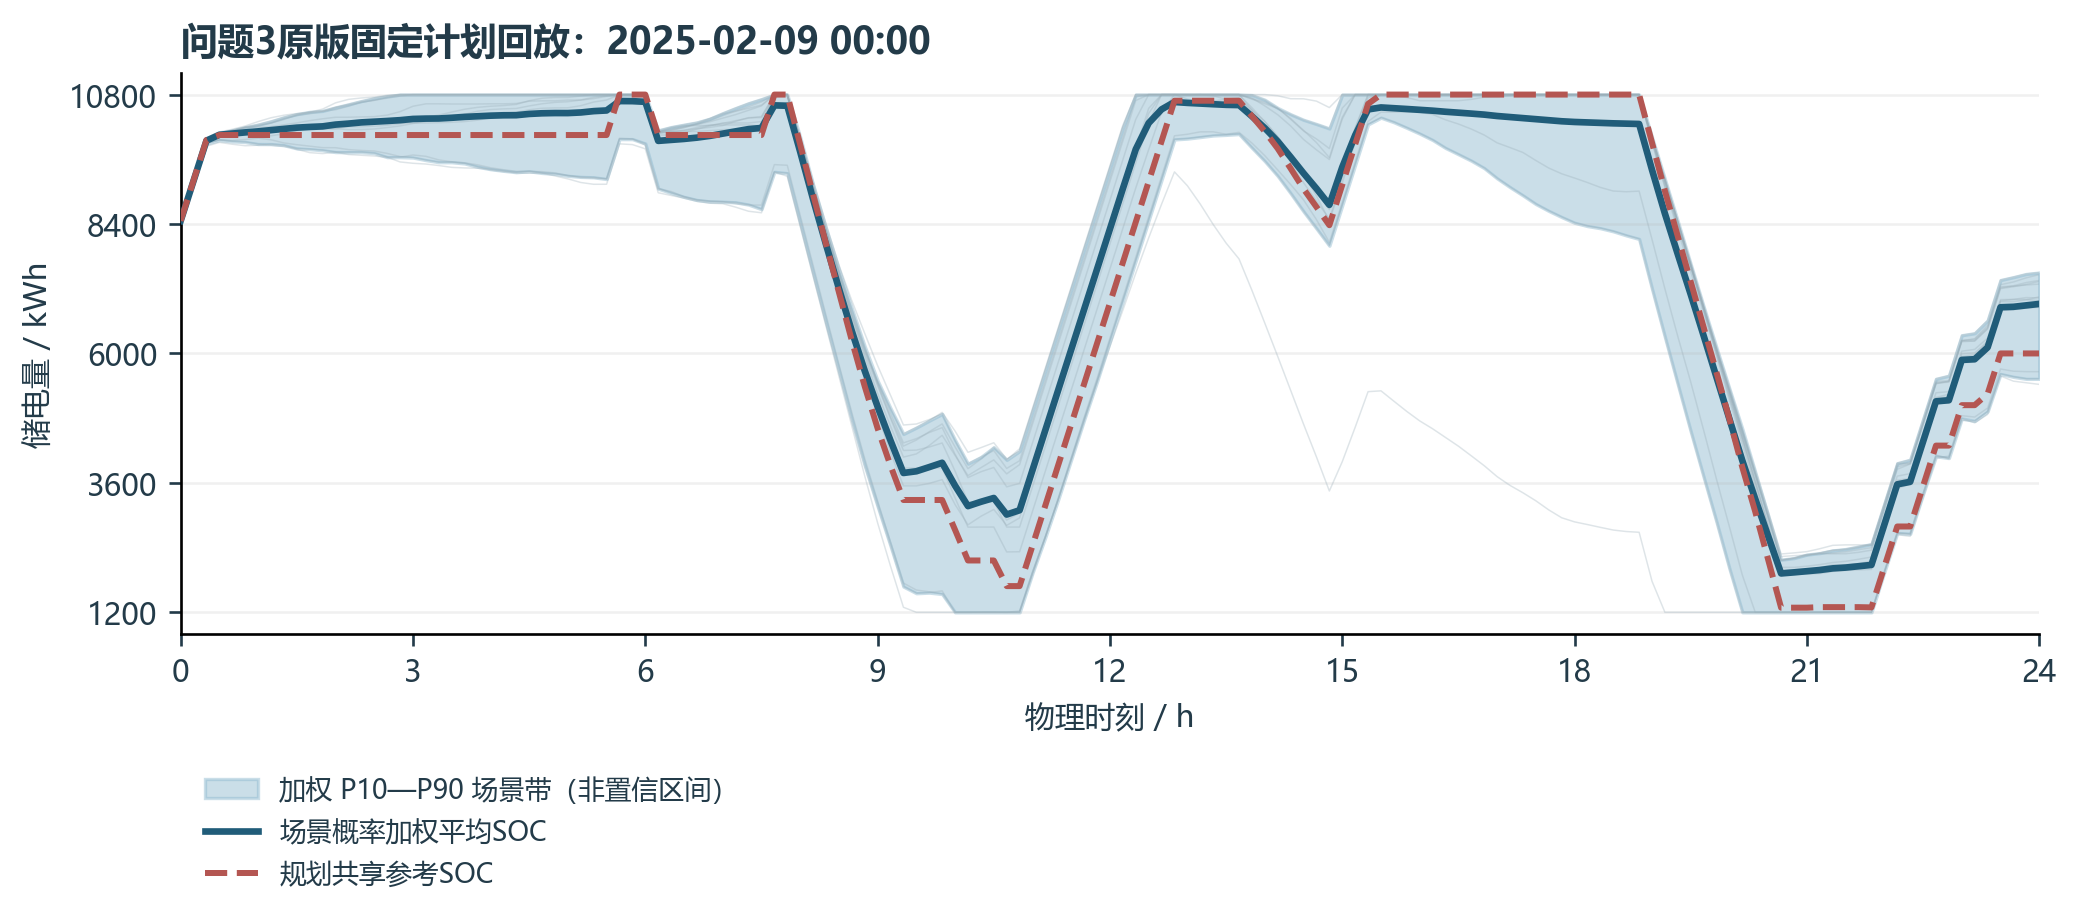 问题3原版固定计划回放：2025-02-09 00:00
10800
8400
6000
3600
1200
储电量 / kWh
0 3 6 9 12 15 18 21 24
物理时刻 / h
加权 P10—P90 场景带（非置信区间）
场景概率加权平均SOC
规划共享参考SOC